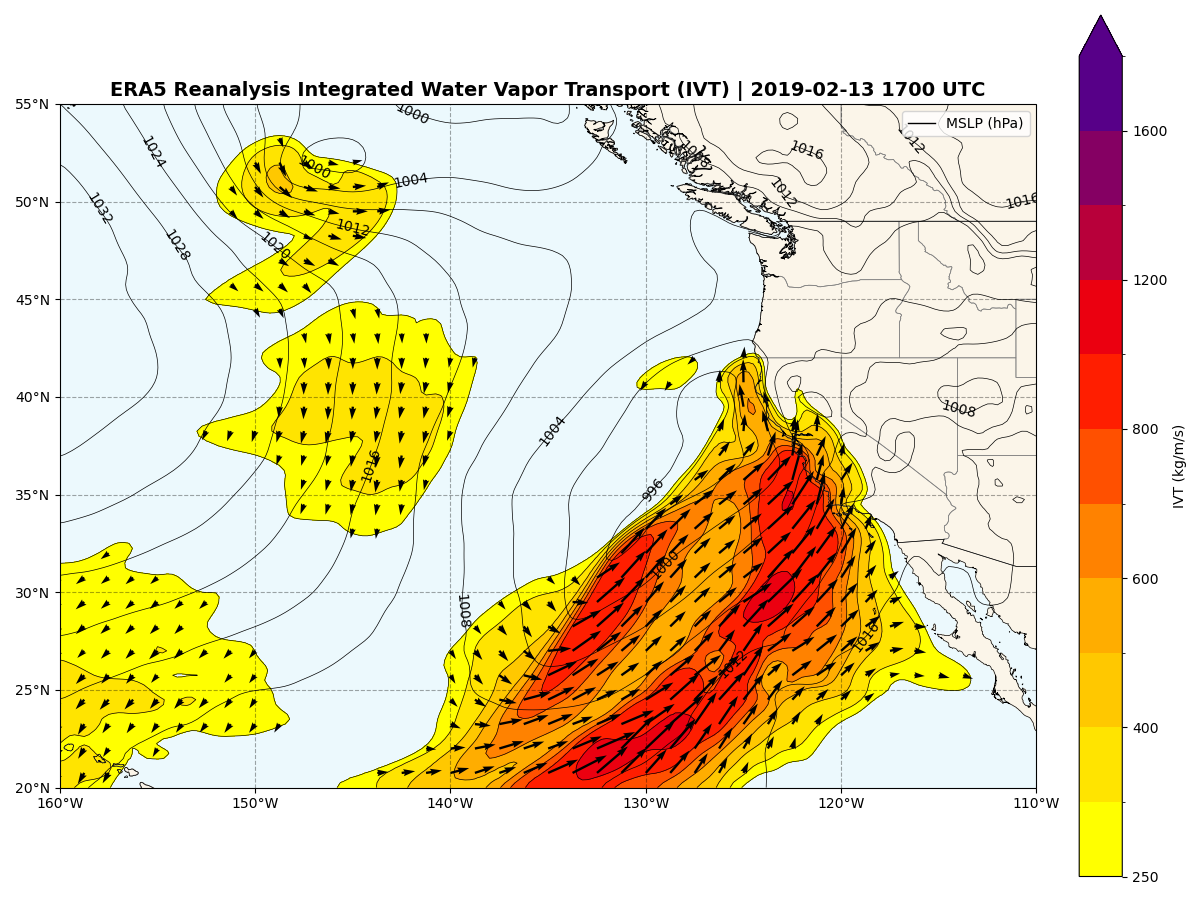 ERA5 Reanalysis Integrated Water Vapor Transport (IVT) | 2019-02-13 1700 UTC
MSLP (hPa)
55°N
50°N
45°N
40°N
35°N
30°N
25°N
20°N
160°W
150°W
140°W
130°W
120°W
110°W
1000
1024
1000
1004
1032
1012
1028
1020
1016
1012
1012
1016
1008
1004
1016
996
1000
1008
1016
1012
1600
1200
800
600
400
250
IVT (kg/m/s)